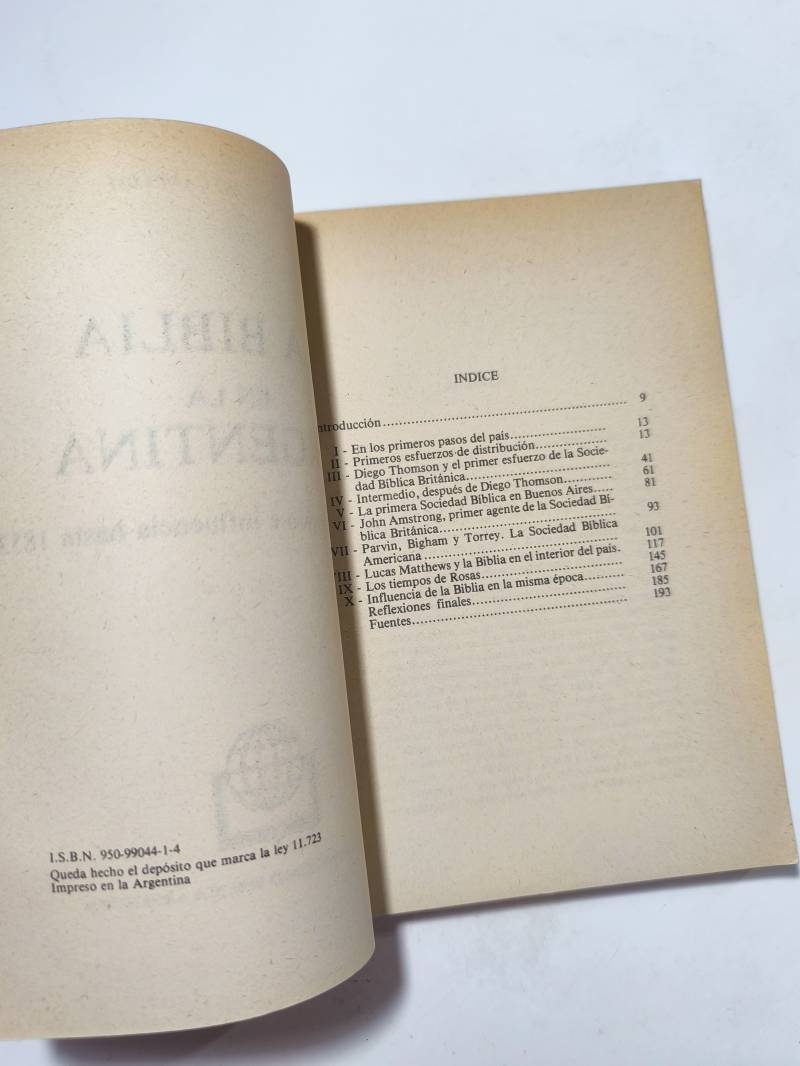 I.S.B.N. 950-99044-1-4
Queda hecho el depósito que marca la ley 11.723
Impreso en la Argentina
INDICE
ntroducción.......... 9
I - En los primeros pasos del país.......... 13
II - Primeros esfuerzos de distribución.......... 13
III - Diego Thomson y el primer esfuerzo de la Socie-
dad Bíblica Británica.......... 41
IV - Intermedio, después de Diego Thomson.......... 61
V - La primera Sociedad Bíblica en Buenos Aires..... 81
VI - John Amstrong, primer agente de la Sociedad Bí-
blica Británica.......... 93
VII - Parvin, Bigham y Torrey. La Sociedad Bíblica
Americana.......... 101
VIII - Lucas Matthews y la Biblia en el interior del país. 117
IX - Los tiempos de Rosas.......... 145
X - Influencia de la Biblia en la misma época.......... 167
Reflexiones finales.......... 185
Fuentes.......... 193